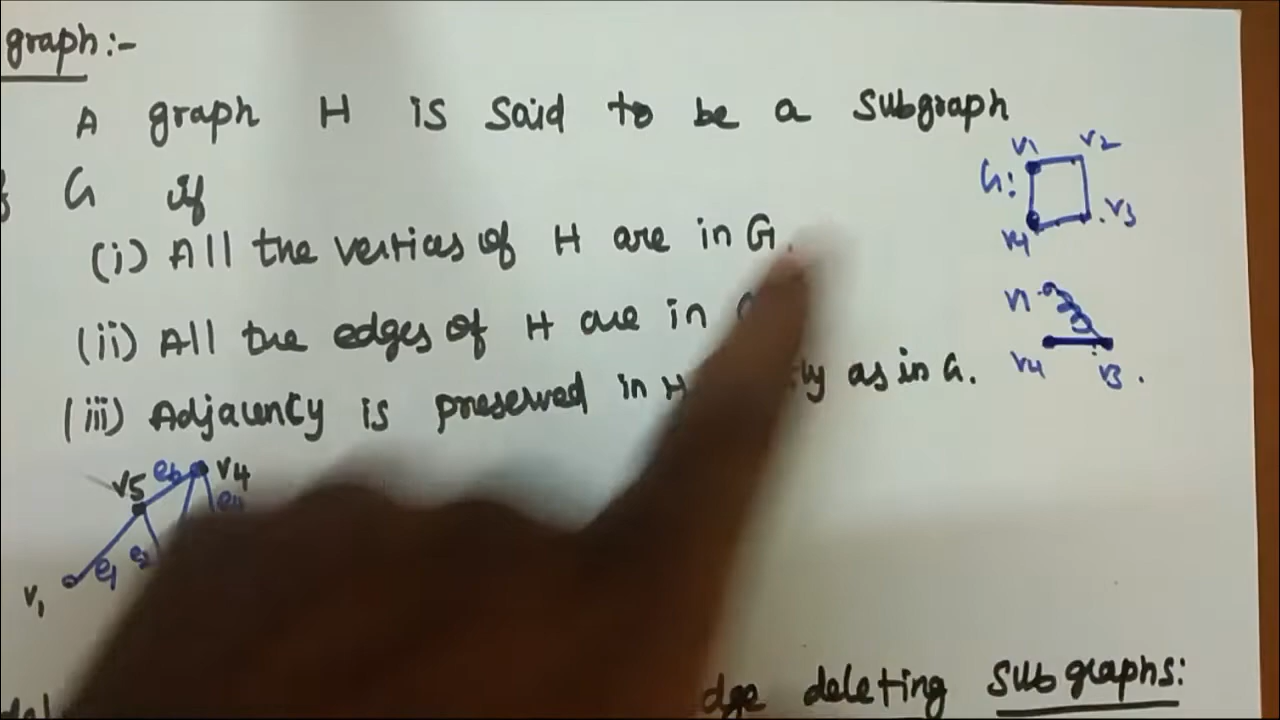 graph:-
A graph H is said to be a subgraph
G if
(i) All the vertices of H are in G.
(ii) All the edges of H are in
(iii) Adjacency is preserved in H as in G.
G: v1 v2
v4 v3
v1
v4 v3.
v5 e6 v4
e1
v1
deleting subgraphs: